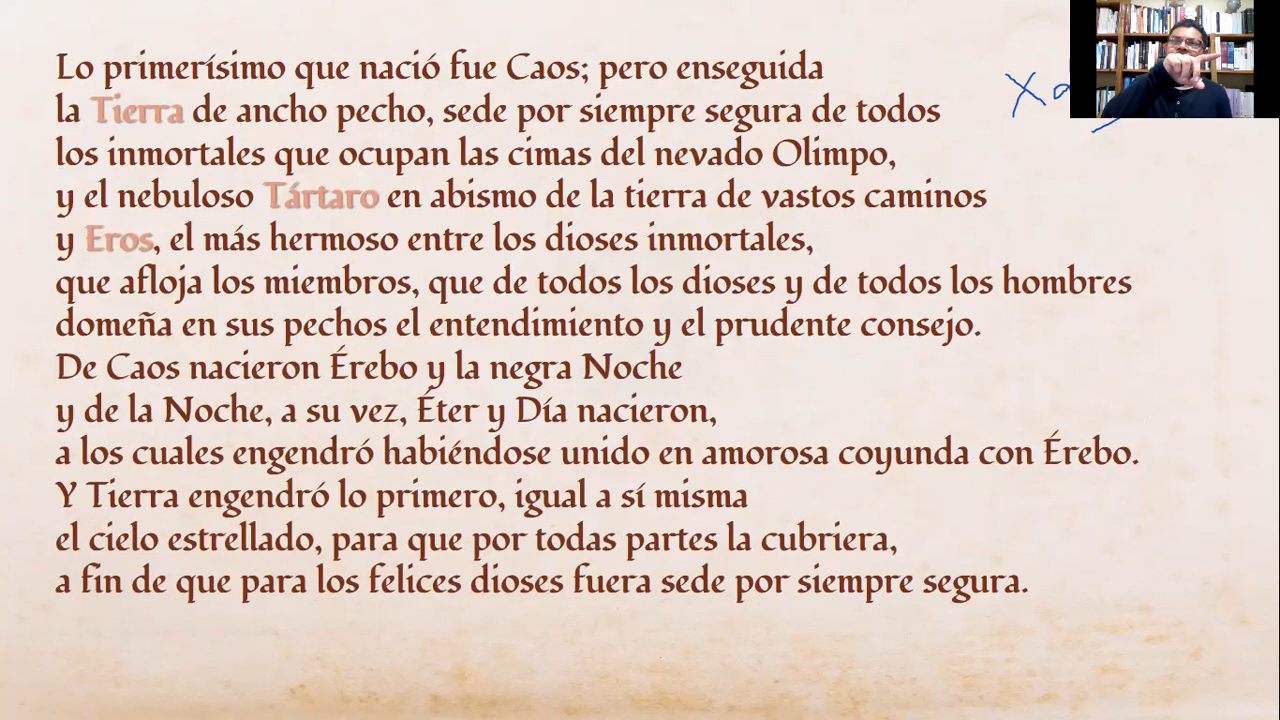 Lo primerísimo que nació fue Caos; pero enseguida
la Tierra de ancho pecho, sede por siempre segura de todos
los inmortales que ocupan las cimas del nevado Olimpo,
y el nebuloso Tártaro en abismo de la tierra de vastos caminos
y Eros, el más hermoso entre los dioses inmortales,
que afloja los miembros, que de todos los dioses y de todos los hombres
domeña en sus pechos el entendimiento y el prudente consejo.
De Caos nacieron Érebo y la negra Noche
y de la Noche, a su vez, Éter y Día nacieron,
a los cuales engendró habiéndose unido en amorosa coyunda con Érebo.
Y Tierra engendró lo primero, igual a sí misma
el cielo estrellado, para que por todas partes la cubriera,
a fin de que para los felices dioses fuera sede por siempre segura.